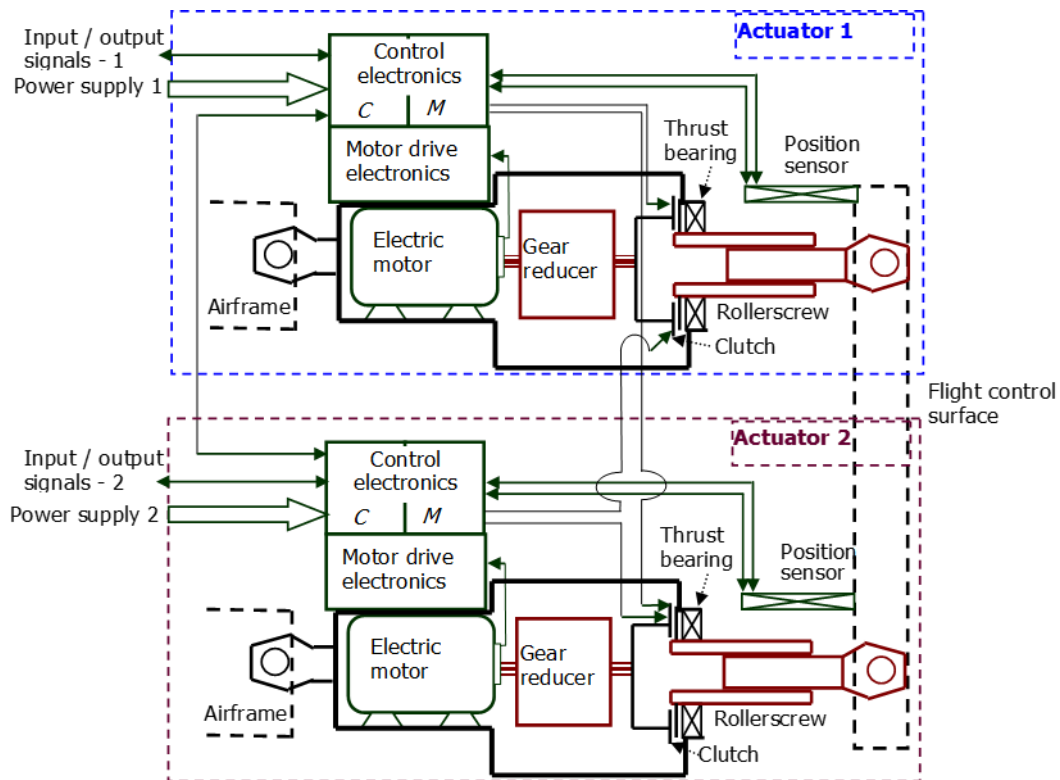 Actuator 1
Input / output
signals - 1
Power supply 1
Control
electronics
C M
Motor drive
electronics
Thrust
bearing
Position
sensor
Electric
motor
Gear
reducer
Airframe
Rollerscrew
Clutch
Flight control
surface
Actuator 2
Input / output
signals - 2
Power supply 2
Control
electronics
C M
Motor drive
electronics
Thrust
bearing
Position
sensor
Electric
motor
Gear
reducer
Airframe
Rollerscrew
Clutch